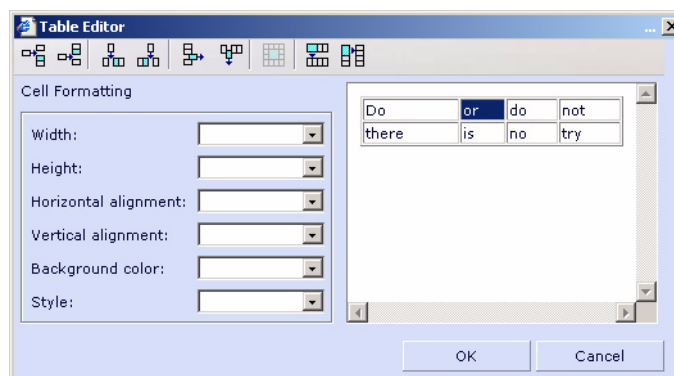 Table Editor ...
Cell Formatting
Width:
Height:
Horizontal alignment:
Vertical alignment:
Background color:
Style:
Do or do not
there is no try
OK Cancel